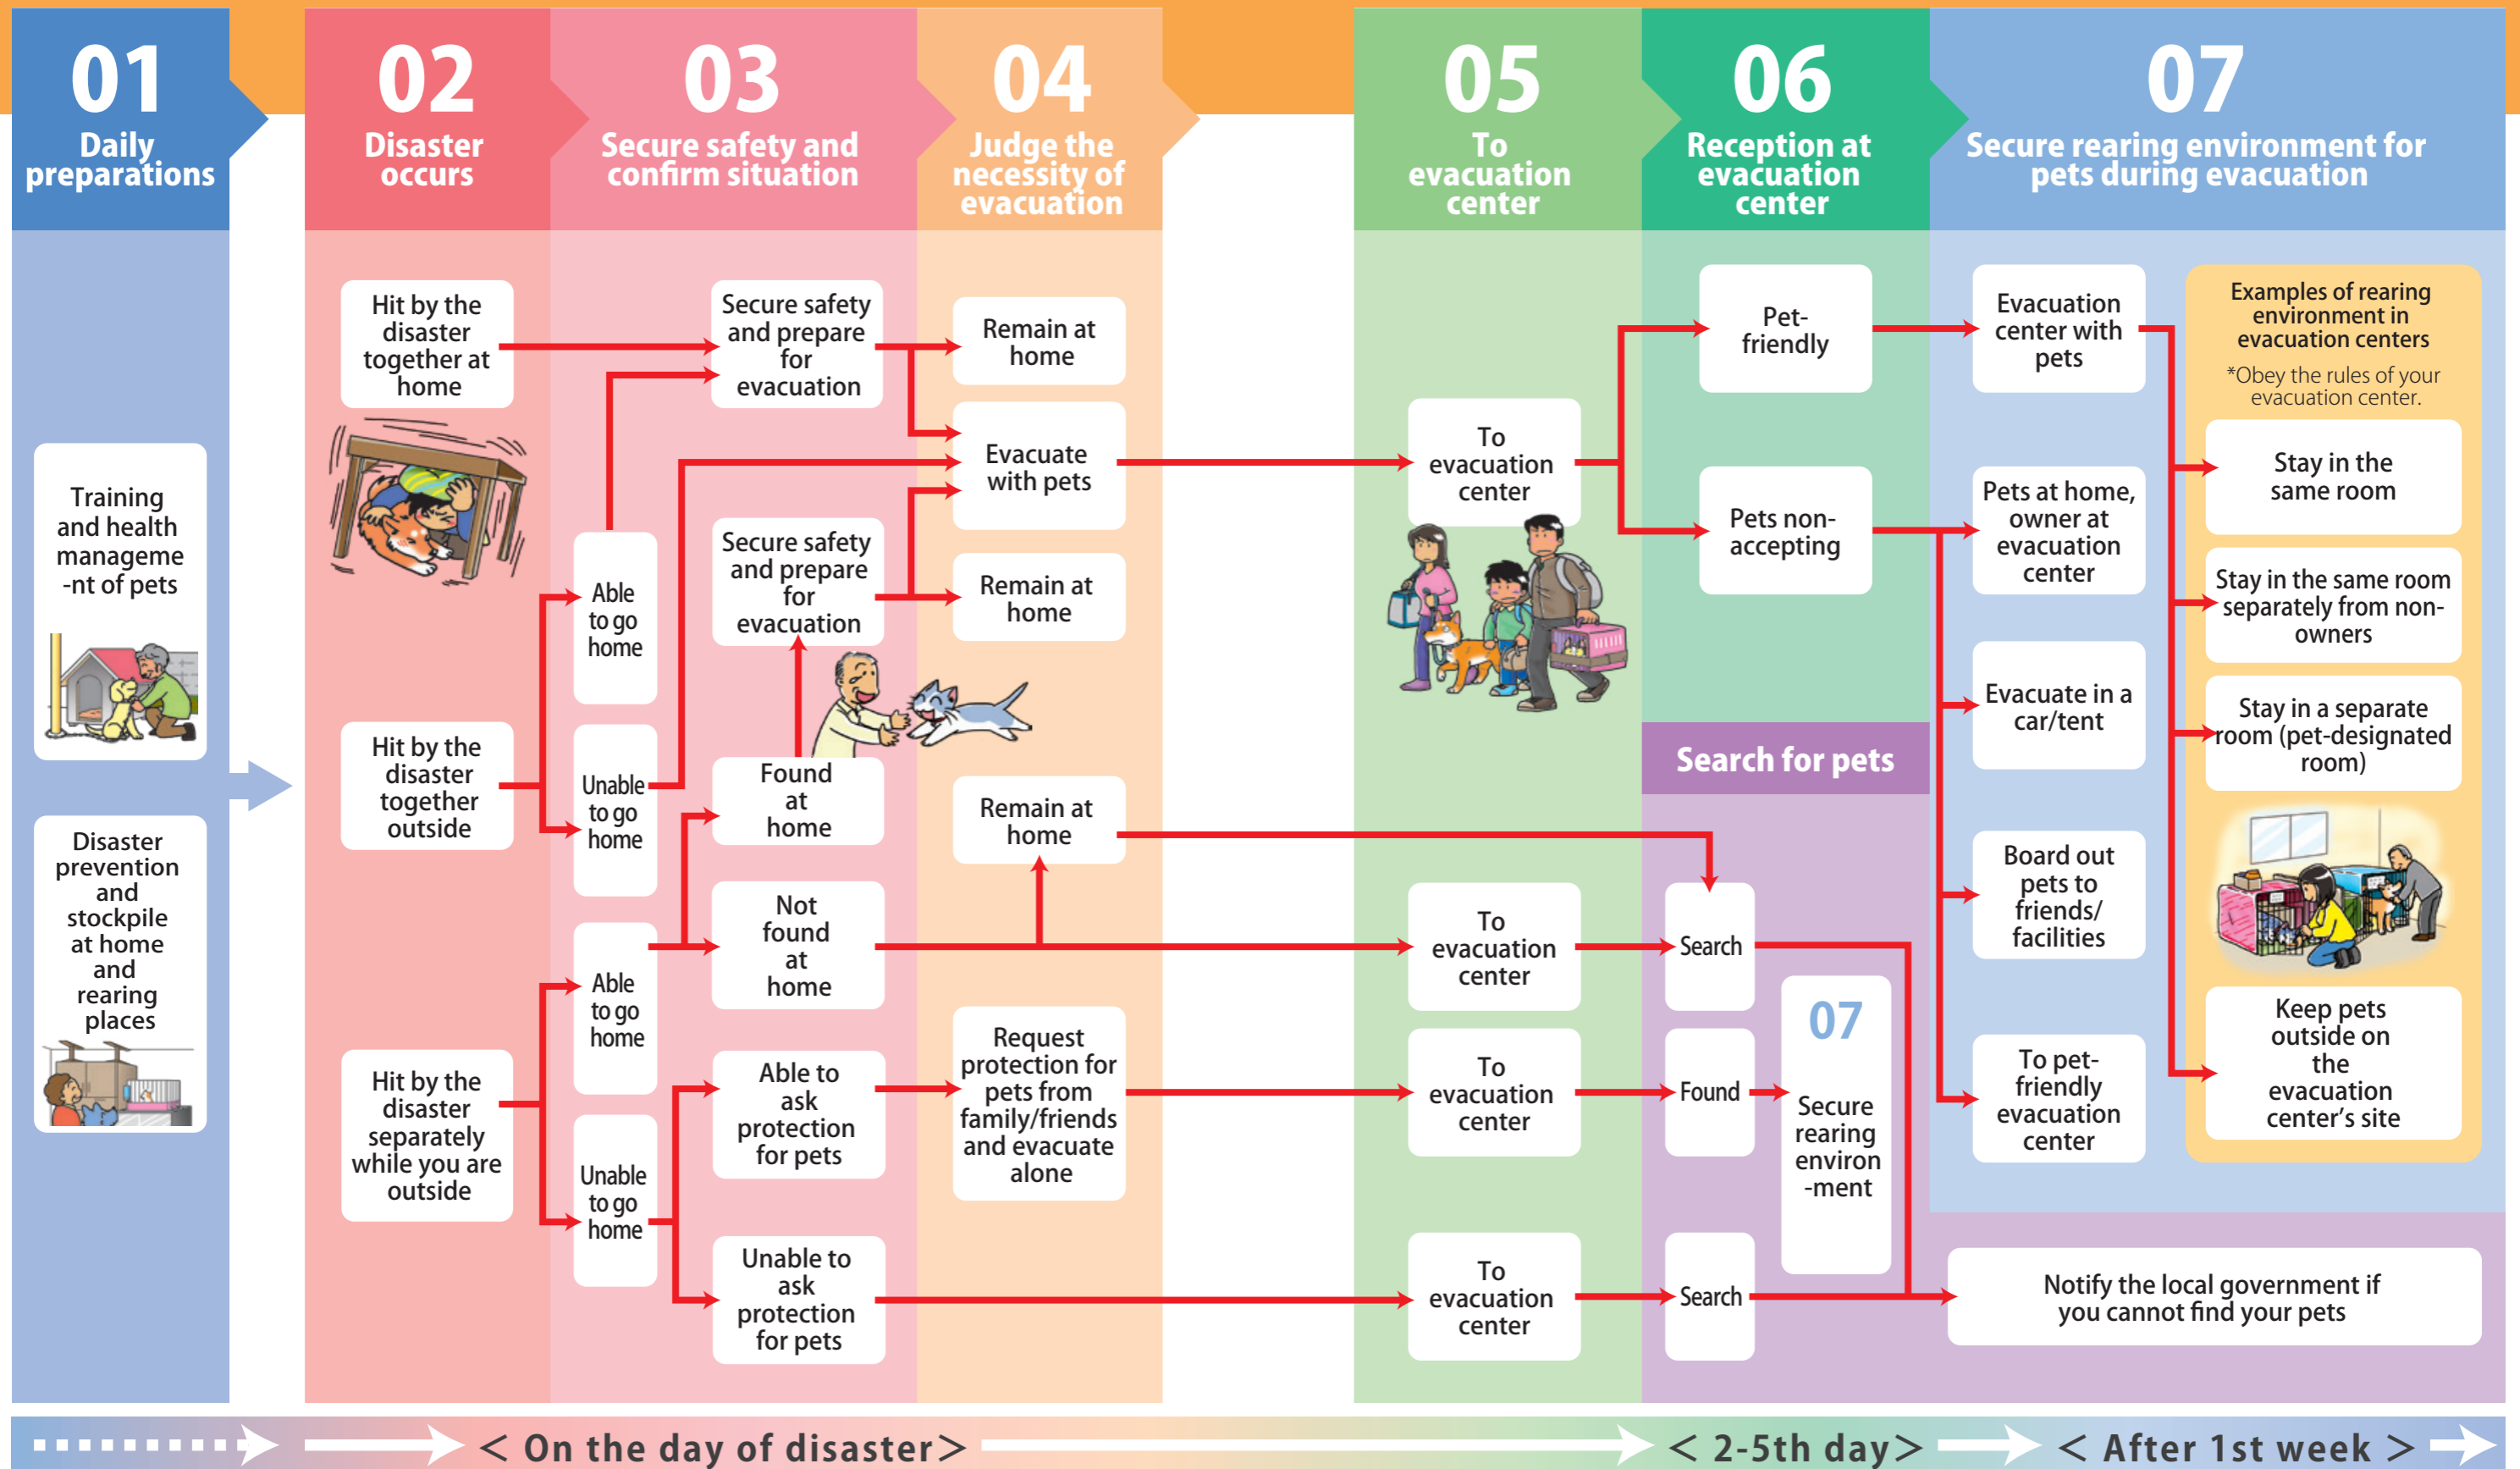 01
Daily
preparations
Training
and health
manageme
-nt of pets
Disaster
prevention
and
stockpile
at home
and
rearing
places
02
Disaster
occurs
Hit by the
disaster
together at
home
Hit by the
disaster
together
outside
Hit by the
disaster
separately
while you are
outside
03
Secure safety and
confirm situation
Able
to go
home
Unable
to go
home
Able
to go
home
Unable
to go
home
Secure safety
and prepare
for
evacuation
Secure safety
and prepare
for
evacuation
Found
at
home
Not
found
at
home
Able to
ask
protection
for pets
Unable to
ask
protection
for pets
04
Judge the
necessity of
evacuation
Remain at
home
Evacuate
with pets
Remain at
home
Remain at
home
Request
protection for
pets from
family/friends
and evacuate
alone
05
To
evacuation
center
To
evacuation
center
To
evacuation
center
To
evacuation
center
To
evacuation
center
06
Reception at
evacuation
center
Pet-
friendly
Pets non-
accepting
Search for pets
Search
Found
Search
07
Secure
rearing
environ
-ment
07
Secure rearing environment for
pets during evacuation
Evacuation
center with
pets
Pets at home,
owner at
evacuation
center
Evacuate in a
car/tent
Board out
pets to
friends/
facilities
To pet-
friendly
evacuation
center
Examples of rearing
environment in
evacuation centers
*Obey the rules of your
evacuation center.
Stay in the
same room
Stay in the same room
separately from non-
owners
Stay in a separate
room (pet-designated
room)
Keep pets
outside on
the
evacuation
center’s site
Notify the local government if
you cannot find your pets
< On the day of disaster>
< 2-5th day>
< After 1st week >